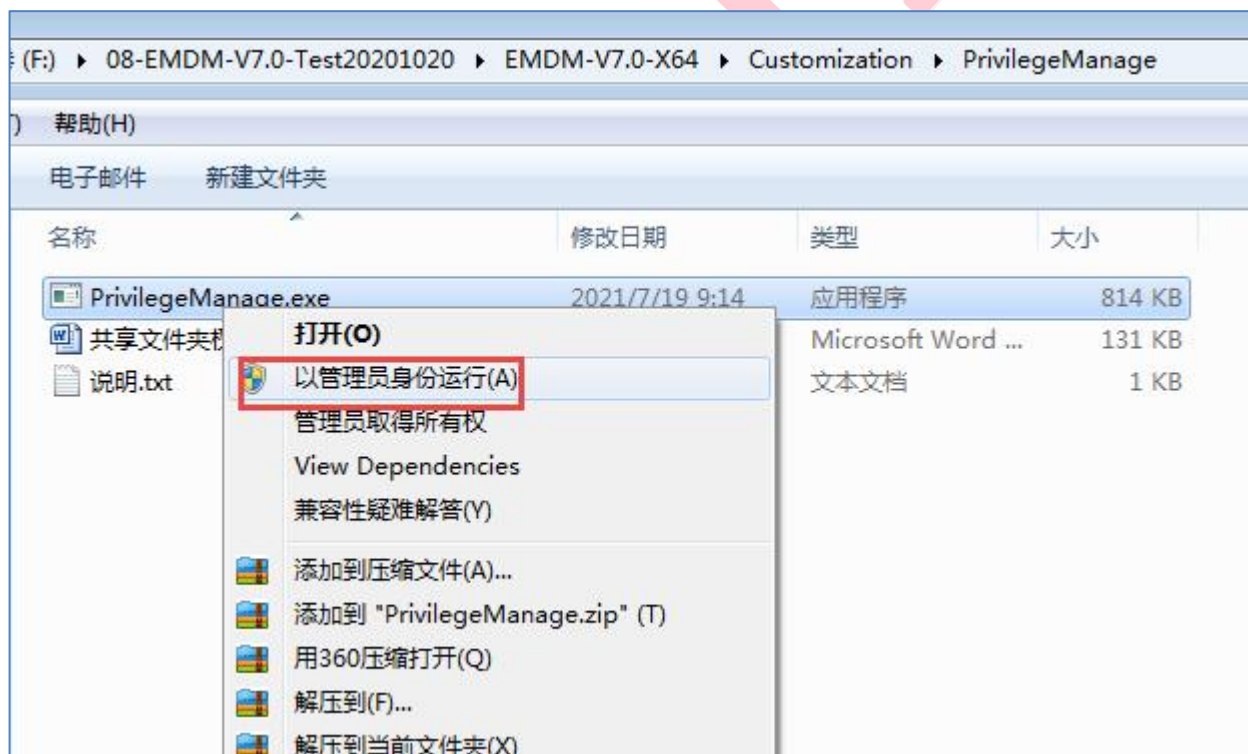 (F:) ▸ 08-EMDM-V7.0-Test20201020 ▸ EMDM-V7.0-X64 ▸ Customization ▸ PrivilegeManage
) 帮助(H)
电子邮件 新建文件夹
名称 修改日期 类型 大小
PrivilegeManage.exe 2021/7/19 9:14 应用程序 814 KB
共享文件夹 Microsoft Word ... 131 KB
说明.txt 文本文档 1 KB
打开(O)
以管理员身份运行(A)
管理员取得所有权
View Dependencies
兼容性疑难解答(Y)
添加到压缩文件(A)...
添加到 "PrivilegeManage.zip" (T)
用360压缩打开(Q)
解压到(F)...
解压到当前文件夹(X)